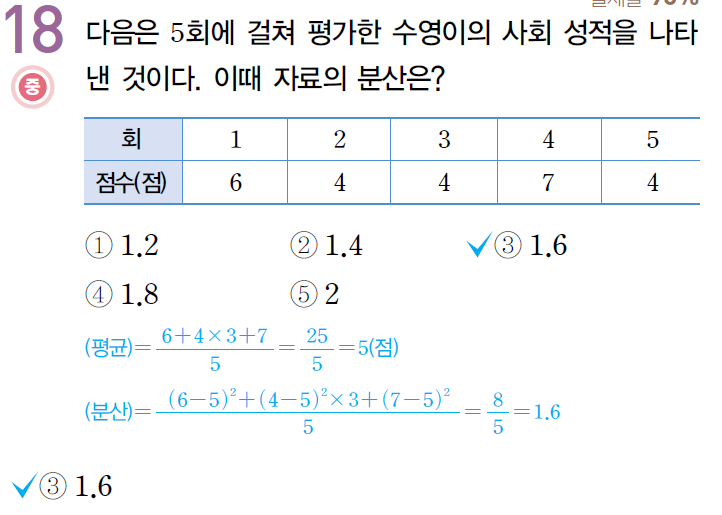 18
중
다음은 5회에 걸쳐 평가한 수영이의 사회 성적을 나타
낸 것이다. 이때 자료의 분산은?
회 1 2 3 4 5
점수(점) 6 4 4 7 4
① 1.2 ② 1.4 ③ 1.6
④ 1.8 ⑤ 2
(평균)=(6+4×3+7)/5=25/5=5(점)
(분산)=((6-5)²+(4-5)²×3+(7-5)²)/5=8/5=1.6
③ 1.6